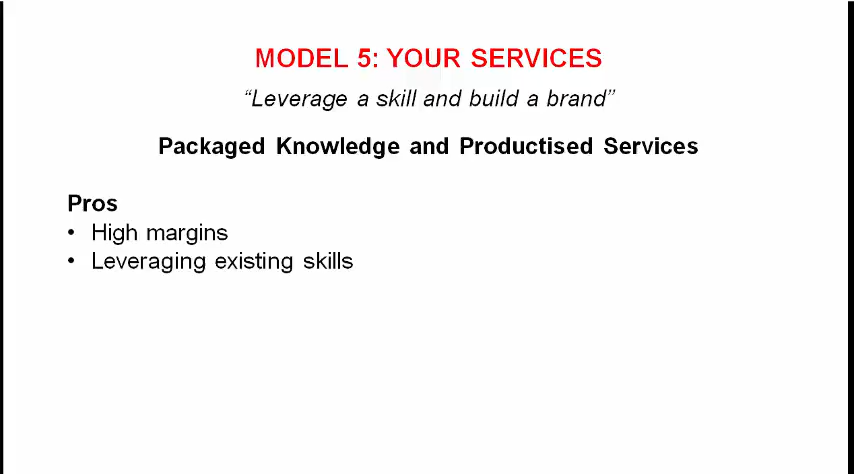 MODEL 5: YOUR SERVICES
“Leverage a skill and build a brand”
Packaged Knowledge and Productised Services
Pros
• High margins
• Leveraging existing skills